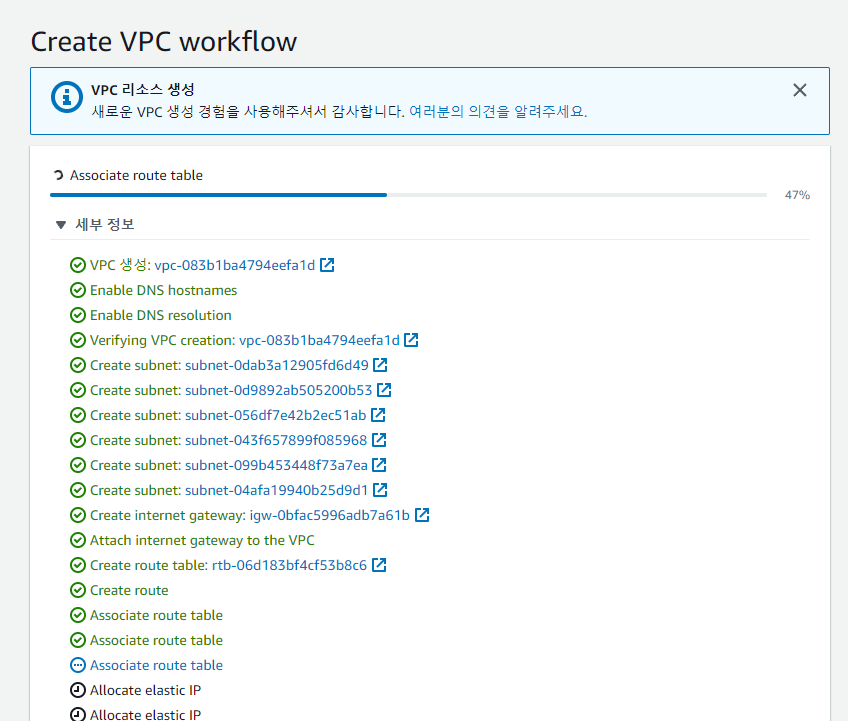 Create VPC workflow
VPC 리소스 생성
새로운 VPC 생성 경험을 사용해주셔서 감사합니다. 여러분의 의견을 알려주세요.
Associate route table
47%
세부 정보
VPC 생성: vpc-083b1ba4794eefa1d
Enable DNS hostnames
Enable DNS resolution
Verifying VPC creation: vpc-083b1ba4794eefa1d
Create subnet: subnet-0dab3a12905fd6d49
Create subnet: subnet-0d9892ab505200b53
Create subnet: subnet-056df7e42b2ec51ab
Create subnet: subnet-043f657899f085968
Create subnet: subnet-099b453448f73a7ea
Create subnet: subnet-04afa19940b25d9d1
Create internet gateway: igw-0bfac5996adb7a61b
Attach internet gateway to the VPC
Create route table: rtb-06d183bf4cf53b8c6
Create route
Associate route table
Associate route table
Associate route table
Allocate elastic IP
Allocate elastic IP